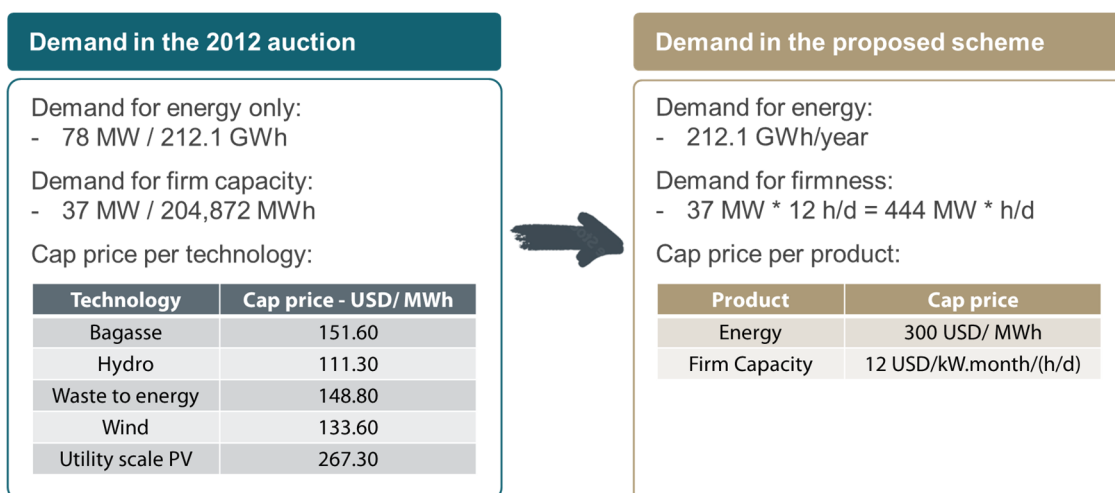 Demand in the 2012 auction
Demand for energy only:
- 78 MW / 212.1 GWh
Demand for firm capacity:
- 37 MW / 204,872 MWh
Cap price per technology:
Technology Cap price - USD/ MWh
Bagasse 151.60
Hydro 111.30
Waste to energy 148.80
Wind 133.60
Utility scale PV 267.30
Demand in the proposed scheme
Demand for energy:
- 212.1 GWh/year
Demand for firmness:
- 37 MW * 12 h/d = 444 MW * h/d
Cap price per product:
Product Cap price
Energy 300 USD/ MWh
Firm Capacity 12 USD/kW.month/(h/d)